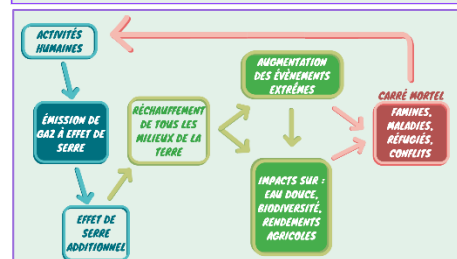 ACTIVITÉS
HUMAINES
ÉMISSION DE
GAZ À EFFET DE
SERRE
EFFET DE
SERRE
ADDITIONNEL
RÉCHAUFFEMENT
DE TOUS LES
MILIEUX DE LA
TERRE
AUGMENTATION
DES ÉVÈNEMENTS
EXTRÊMES
IMPACTS SUR :
EAU DOUCE,
BIODIVERSITÉ,
RENDEMENTS
AGRICOLES
CARRÉ MORTEL
FAMINES,
MALADIES,
RÉFUGIÉS,
CONFLITS